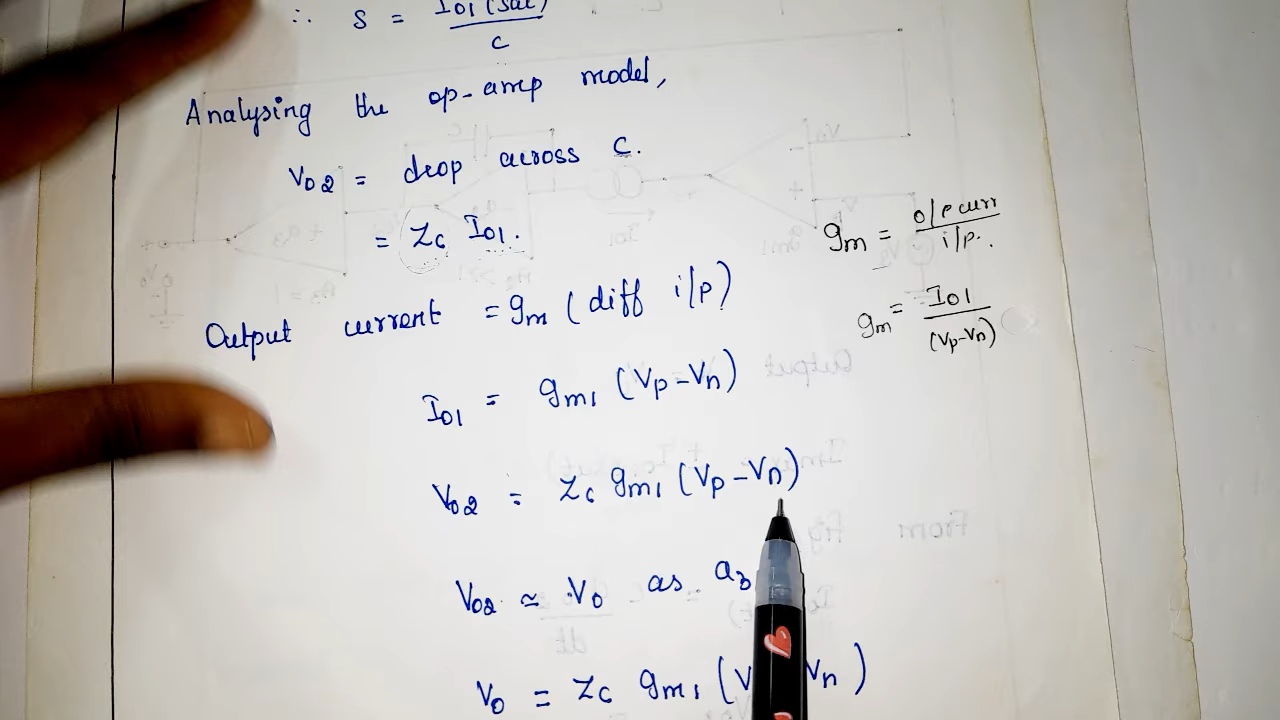 ∴ S = I01 (sat)
C
Analysing the op-amp model,
V02 = drop across C.
= Zc I01.
gm = o/p curr
i/p.
Output current = gm ( diff i/p)
gm = I01
(Vp-Vn)
I01 = gm1 (Vp-Vn)
V02 = Zc gm1 (Vp-Vn)
V02 ≃ V0 as a3
V0 = Zc gm1 (V Vn )